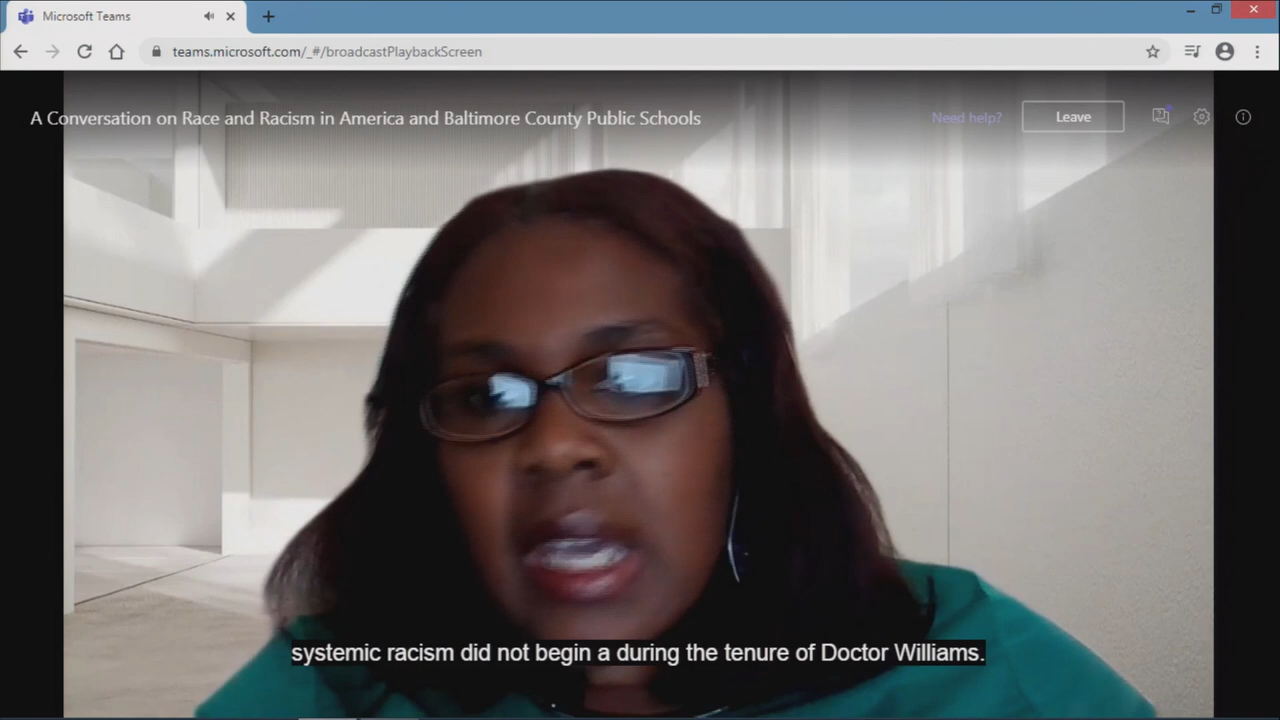 Microsoft Teams
teams.microsoft.com/_#/broadcastPlaybackScreen
A Conversation on Race and Racism in America and Baltimore County Public Schools
Need help?
Leave
systemic racism did not begin a during the tenure of Doctor Williams.